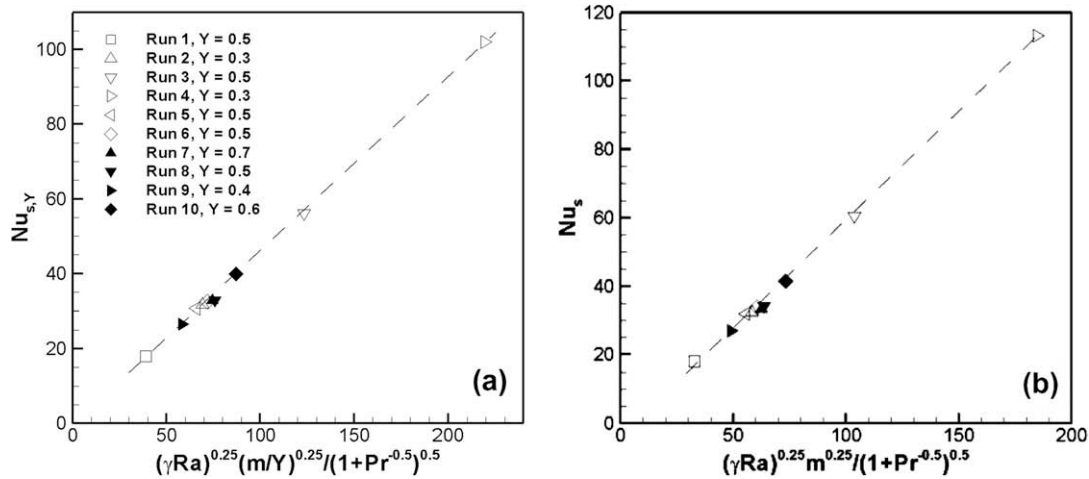 100
80
60
40
20
0
Nu_s,Y
Run 1, Y = 0.5
Run 2, Y = 0.3
Run 3, Y = 0.5
Run 4, Y = 0.3
Run 5, Y = 0.5
Run 6, Y = 0.5
Run 7, Y = 0.7
Run 8, Y = 0.5
Run 9, Y = 0.4
Run 10, Y = 0.6
(a)
0 50 100 150 200
(γRa)^0.25(m/Y)^0.25/(1+Pr^-0.5)^0.5
120
100
80
60
40
20
0
Nu_s
(b)
0 50 100 150 200
(γRa)^0.25m^0.25/(1+Pr^-0.5)^0.5